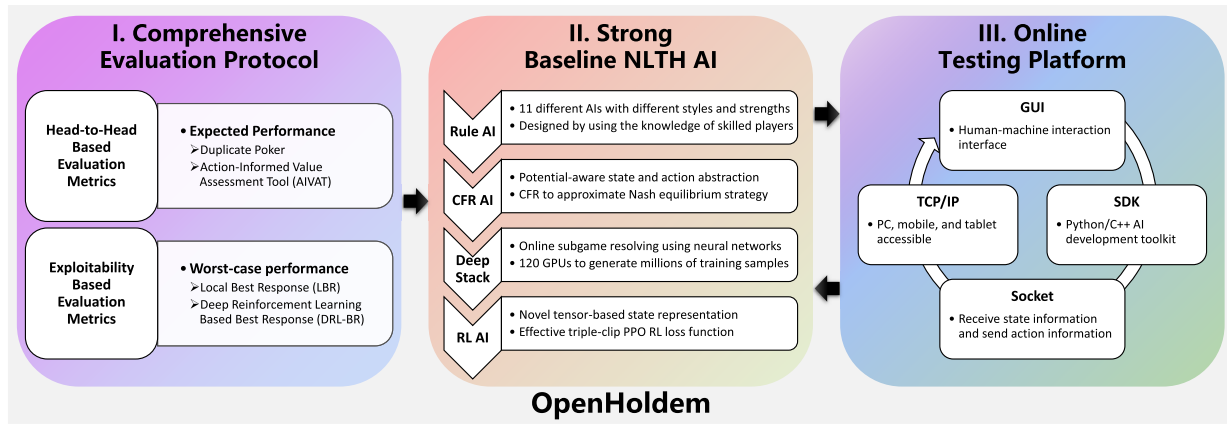 I. Comprehensive
Evaluation Protocol
Head-to-Head
Based
Evaluation
Metrics
• Expected Performance
➢Duplicate Poker
➢Action-Informed Value
Assessment Tool (AIVAT)
Exploitability
Based
Evaluation
Metrics
• Worst-case performance
➢Local Best Response (LBR)
➢Deep Reinforcement Learning
Based Best Response (DRL-BR)
II. Strong
Baseline NLTH AI
Rule AI
• 11 different AIs with different styles and strengths
• Designed by using the knowledge of skilled players
CFR AI
• Potential-aware state and action abstraction
• CFR to approximate Nash equilibrium strategy
Deep
Stack
• Online subgame resolving using neural networks
• 120 GPUs to generate millions of training samples
RL AI
• Novel tensor-based state representation
• Effective triple-clip PPO RL loss function
III. Online
Testing Platform
GUI
• Human-machine interaction
interface
TCP/IP
• PC, mobile, and tablet
accessible
SDK
• Python/C++ AI
development toolkit
Socket
• Receive state information
and send action information
OpenHoldem